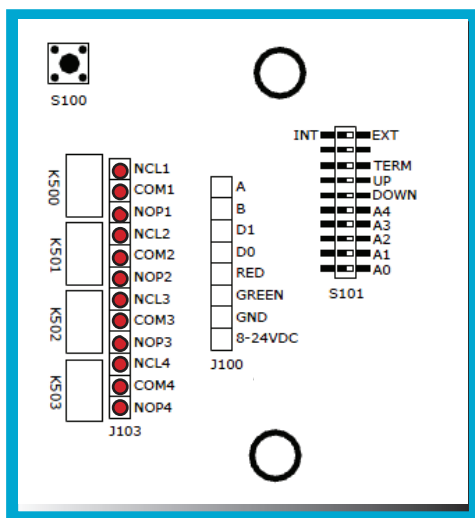 S100
K500
K501
K502
K503
NCL1
COM1
NOP1
NCL2
COM2
NOP2
NCL3
COM3
NOP3
NCL4
COM4
NOP4
J103
A
B
D1
D0
RED
GREEN
GND
8-24VDC
J100
INT EXT
TERM
UP
DOWN
A4
A3
A2
A1
A0
S101